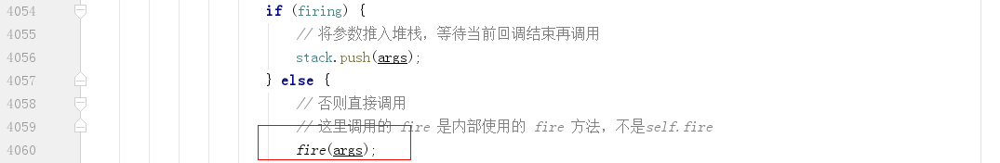 4054 if (firing) {
4055 // 将参数推入堆栈，等待当前回调结束再调用
4056 stack.push(args);
4057 } else {
4058 // 否则直接调用
4059 // 这里调用的 fire 是内部使用的 fire 方法，不是self.fire
4060 fire(args);